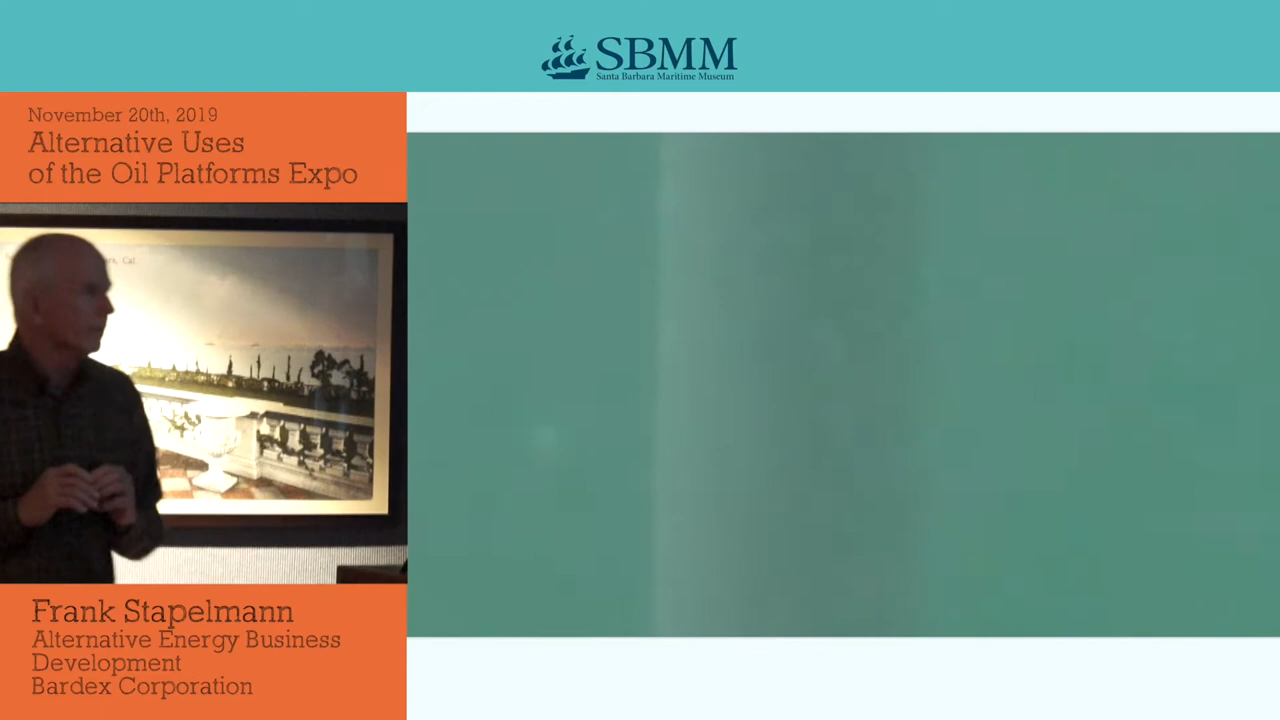 SBMM
Santa Barbara Maritime Museum
November 20th, 2019
Alternative Uses
of the Oil Platforms Expo
Cal.
Frank Stapelmann
Alternative Energy Business
Development
Bardex Corporation